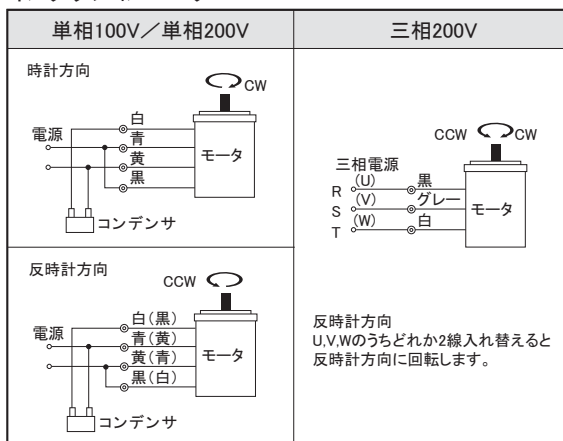 単相100V／単相200V
三相200V
時計方向
CW
白
電源
青
黄
黒
モータ
コンデンサ
反時計方向
CCW
白(黒)
電源
青(黄)
黄(青)
黒(白)
モータ
コンデンサ
CCW
CW
三相電源
R (U) 黒
S (V) グレー
T (W) 白
モータ
反時計方向
U,V,Wのうちどれか2線入れ替えると
反時計方向に回転します。